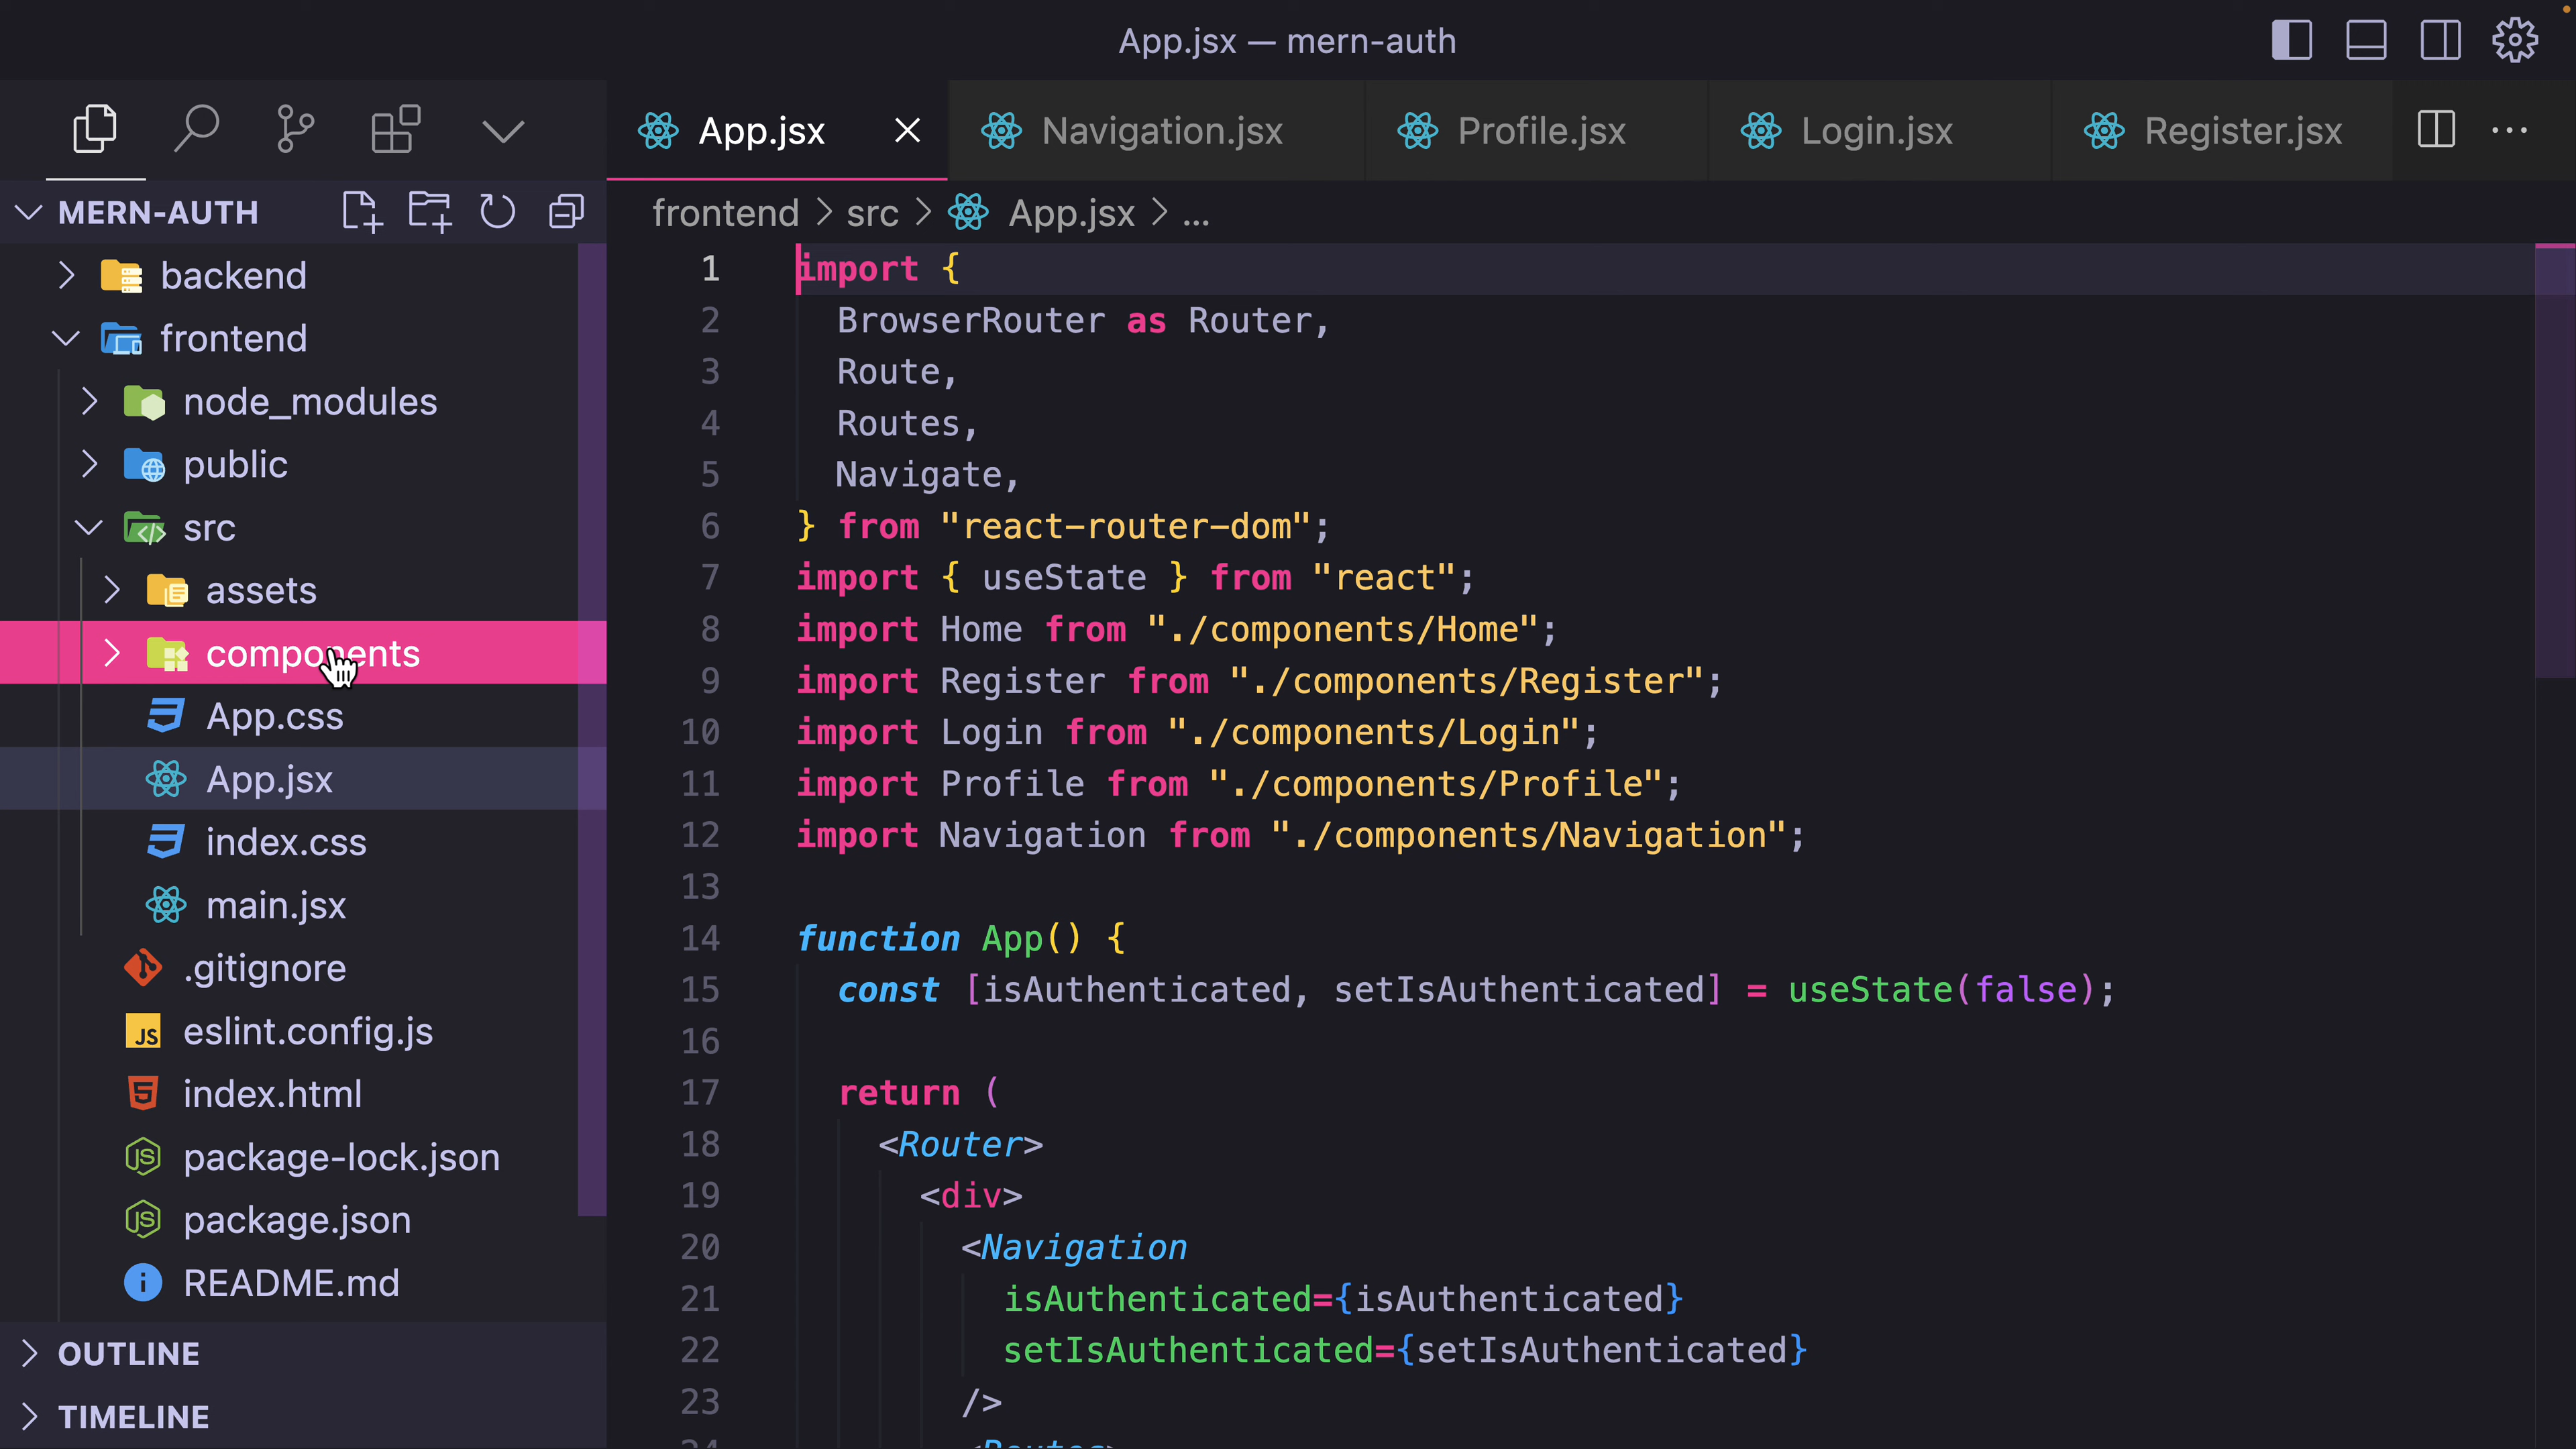 App.jsx — mern-auth
App.jsx
Navigation.jsx
Profile.jsx
Login.jsx
Register.jsx
MERN-AUTH
backend
frontend
node_modules
public
src
assets
components
App.css
App.jsx
index.css
main.jsx
.gitignore
JS eslint.config.js
index.html
JS package-lock.json
JS package.json
README.md
OUTLINE
TIMELINE
frontend > src > App.jsx > ...
1 import {
2 BrowserRouter as Router,
3 Route,
4 Routes,
5 Navigate,
6 } from "react-router-dom";
7 import { useState } from "react";
8 import Home from "./components/Home";
9 import Register from "./components/Register";
10 import Login from "./components/Login";
11 import Profile from "./components/Profile";
12 import Navigation from "./components/Navigation";
13
14 function App() {
15 const [isAuthenticated, setIsAuthenticated] = useState(false);
16
17 return (
18 <Router>
19 <div>
20 <Navigation
21 isAuthenticated={isAuthenticated}
22 setIsAuthenticated={setIsAuthenticated}
23 />
24 <Routes>